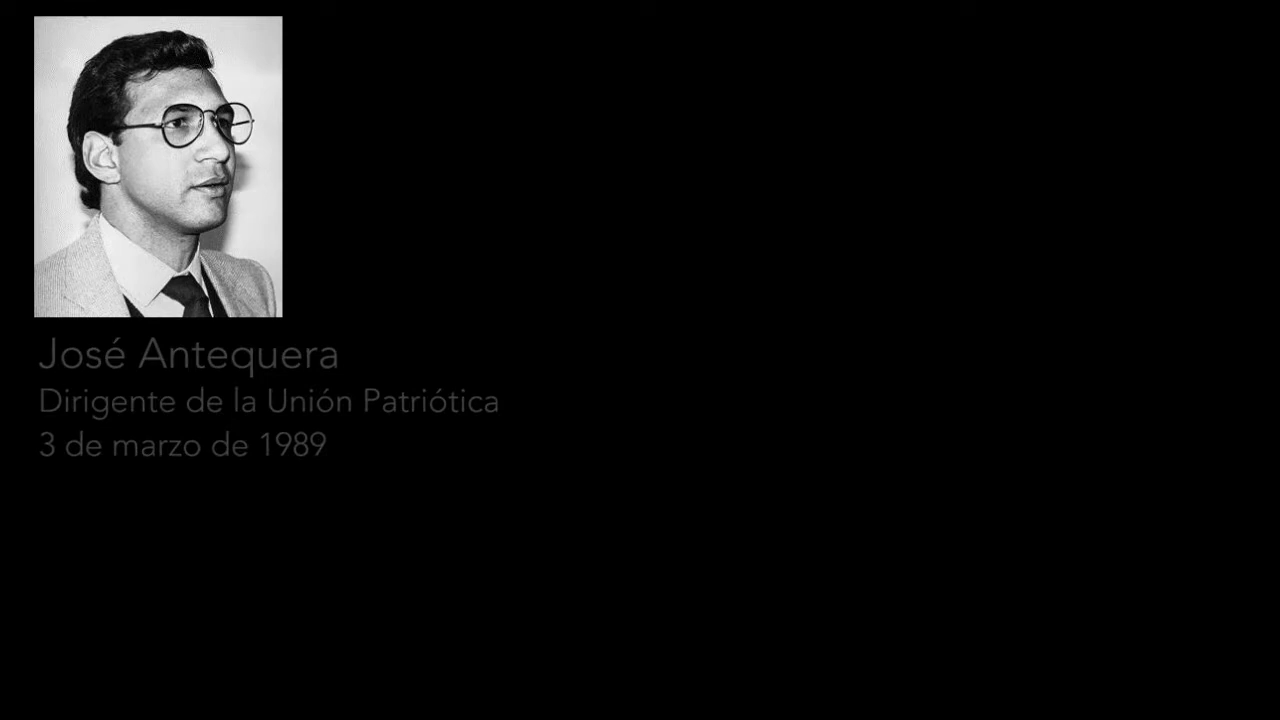 José Antequera
Dirigente de la Unión Patriótica
3 de marzo de 1989